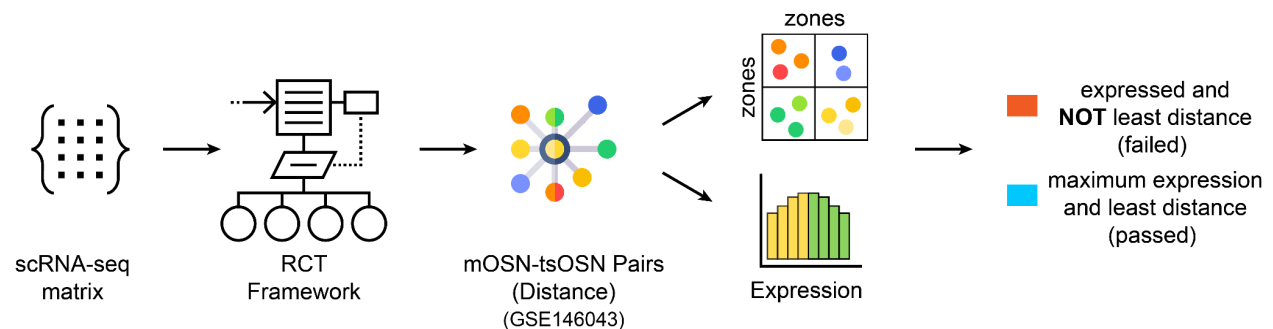 scRNA-seq
matrix
RCT
Framework
mOSN-tsOSN Pairs
(Distance)
(GSE146043)
zones
zones
Expression
expressed and
NOT least distance
(failed)
maximum expression
and least distance
(passed)